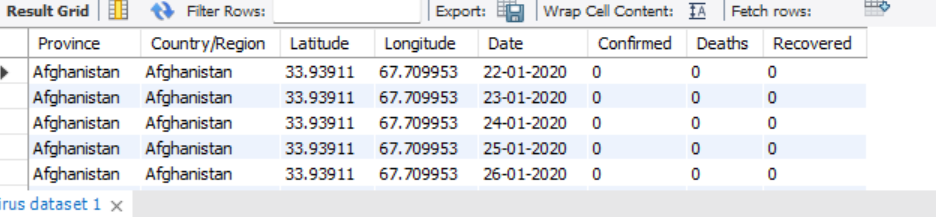 Result Grid Filter Rows: Export: Wrap Cell Content: Fetch rows:
Province Country/Region Latitude Longitude Date Confirmed Deaths Recovered
Afghanistan Afghanistan 33.93911 67.709953 22-01-2020 0 0 0
Afghanistan Afghanistan 33.93911 67.709953 23-01-2020 0 0 0
Afghanistan Afghanistan 33.93911 67.709953 24-01-2020 0 0 0
Afghanistan Afghanistan 33.93911 67.709953 25-01-2020 0 0 0
Afghanistan Afghanistan 33.93911 67.709953 26-01-2020 0 0 0
irus dataset 1